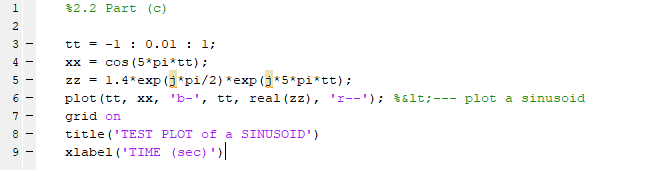 1 %2.2 Part (c)
2
3 - tt = -1 : 0.01 : 1;
4 - xx = cos(5*pi*tt);
5 - zz = 1.4*exp(j*pi/2)*exp(j*5*pi*tt);
6 - plot(tt, xx, 'b-', tt, real(zz), 'r--'); %&lt;--- plot a sinusoid
7 - grid on
8 - title('TEST PLOT of a SINUSOID')
9 - xlabel('TIME (sec)')